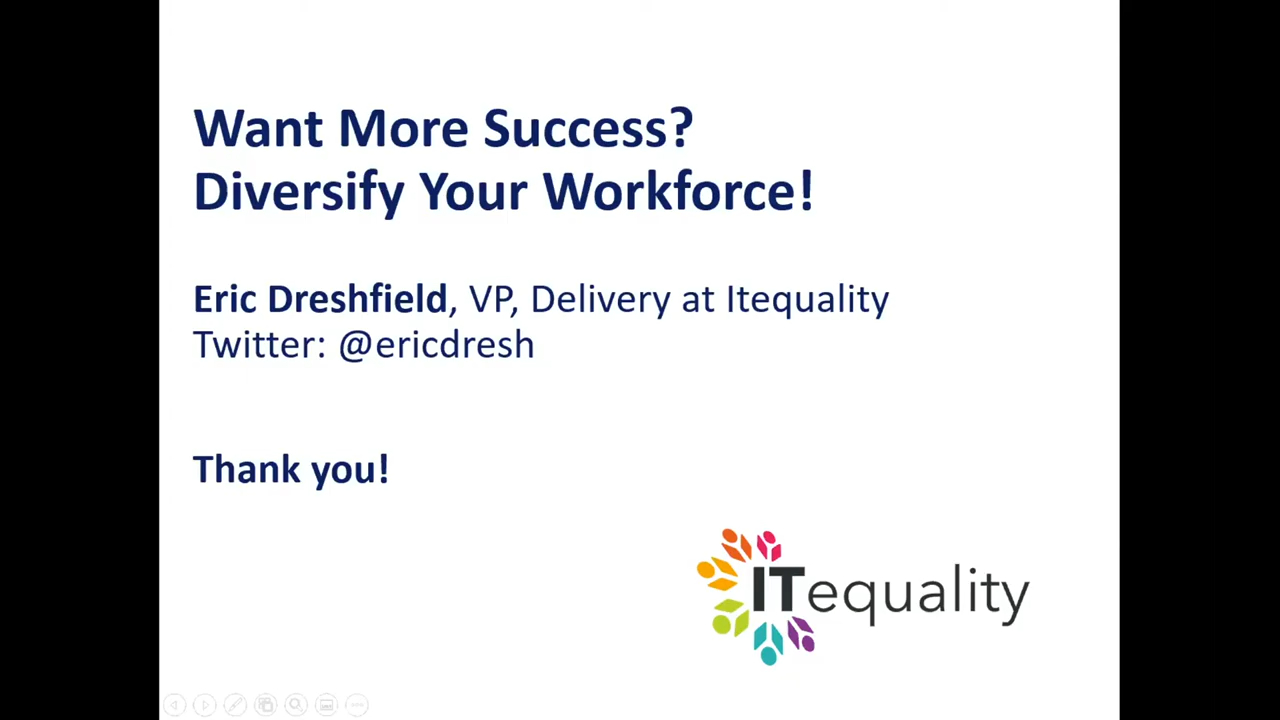 Want More Success?
Diversify Your Workforce!
Eric Dreshfield, VP, Delivery at Itequality
Twitter: @ericdresh
Thank you!
ITequality